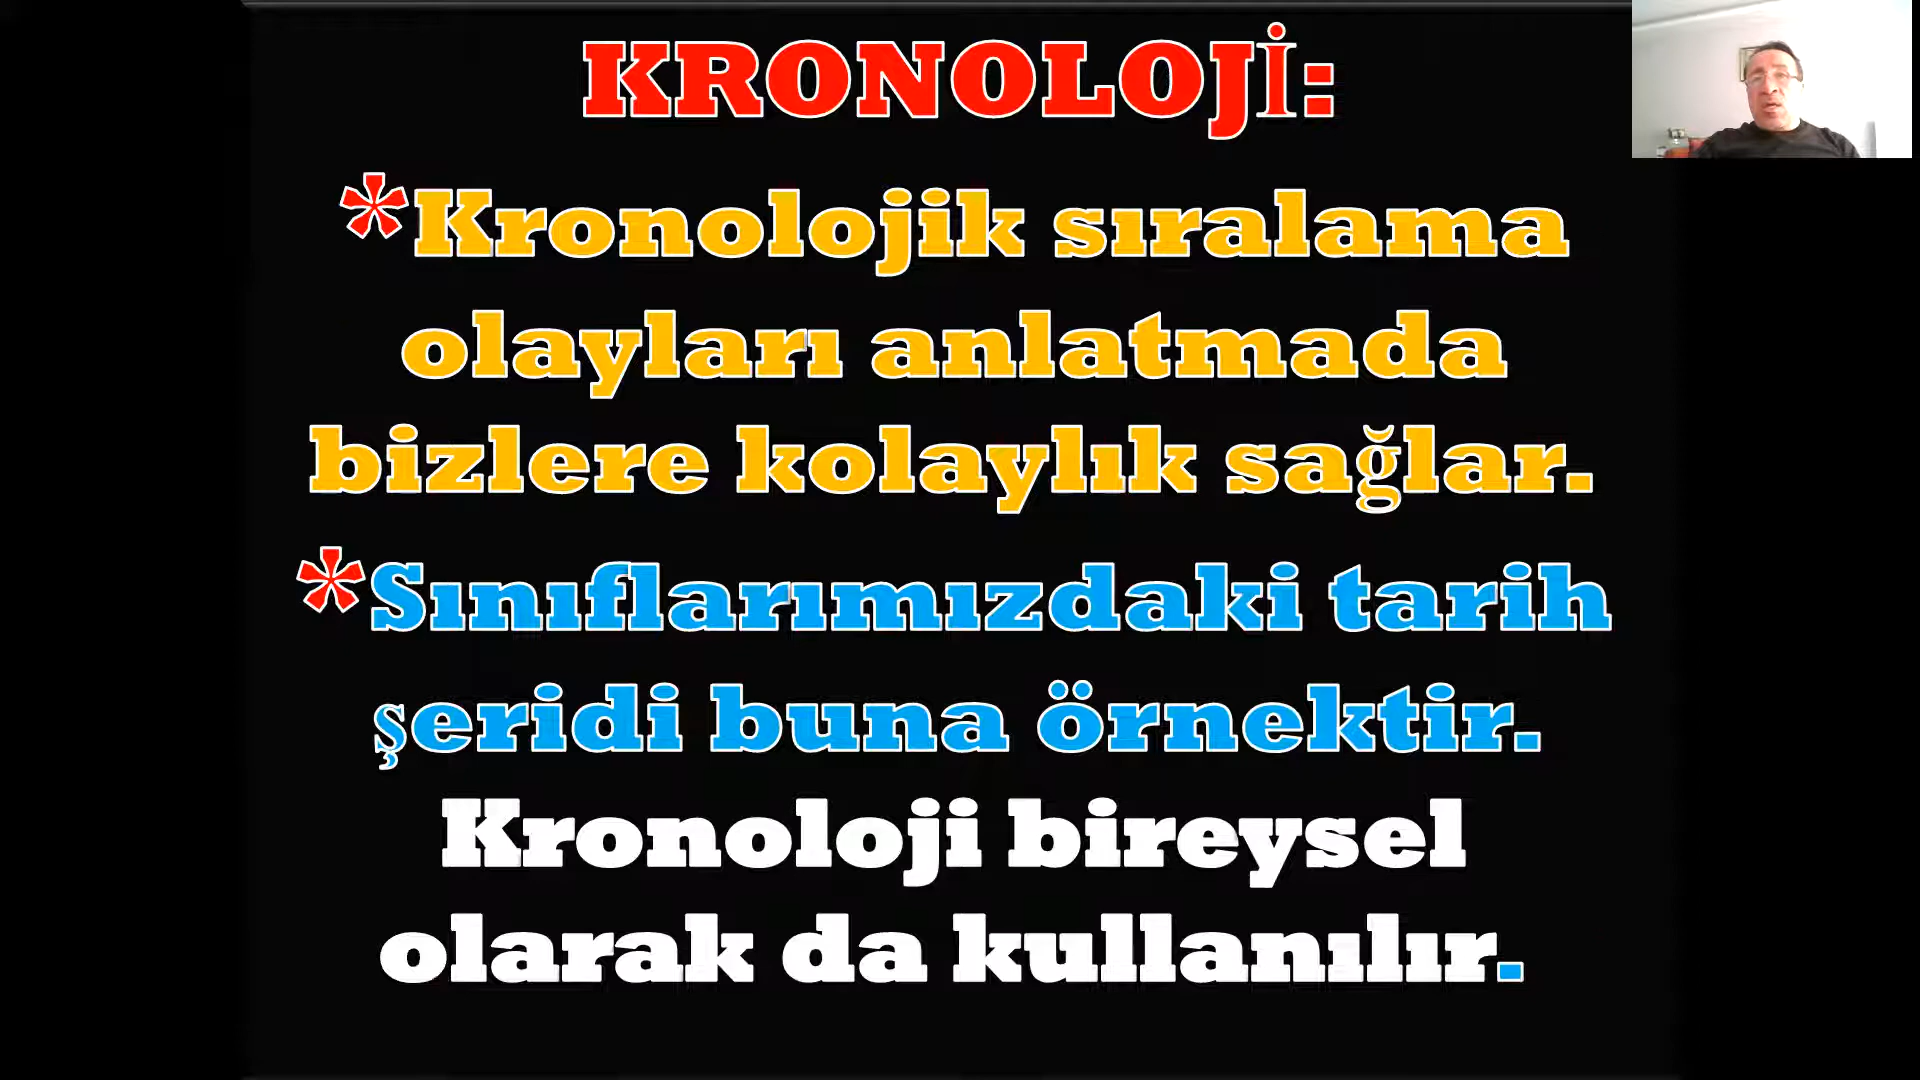 KRONOLOJİ:
*Kronolojik sıralama
olayları anlatmada
bizlere kolaylık sağlar.
*Sınıflarımızdaki tarih
şeridi buna örnektir.
Kronoloji bireysel
olarak da kullanılır.